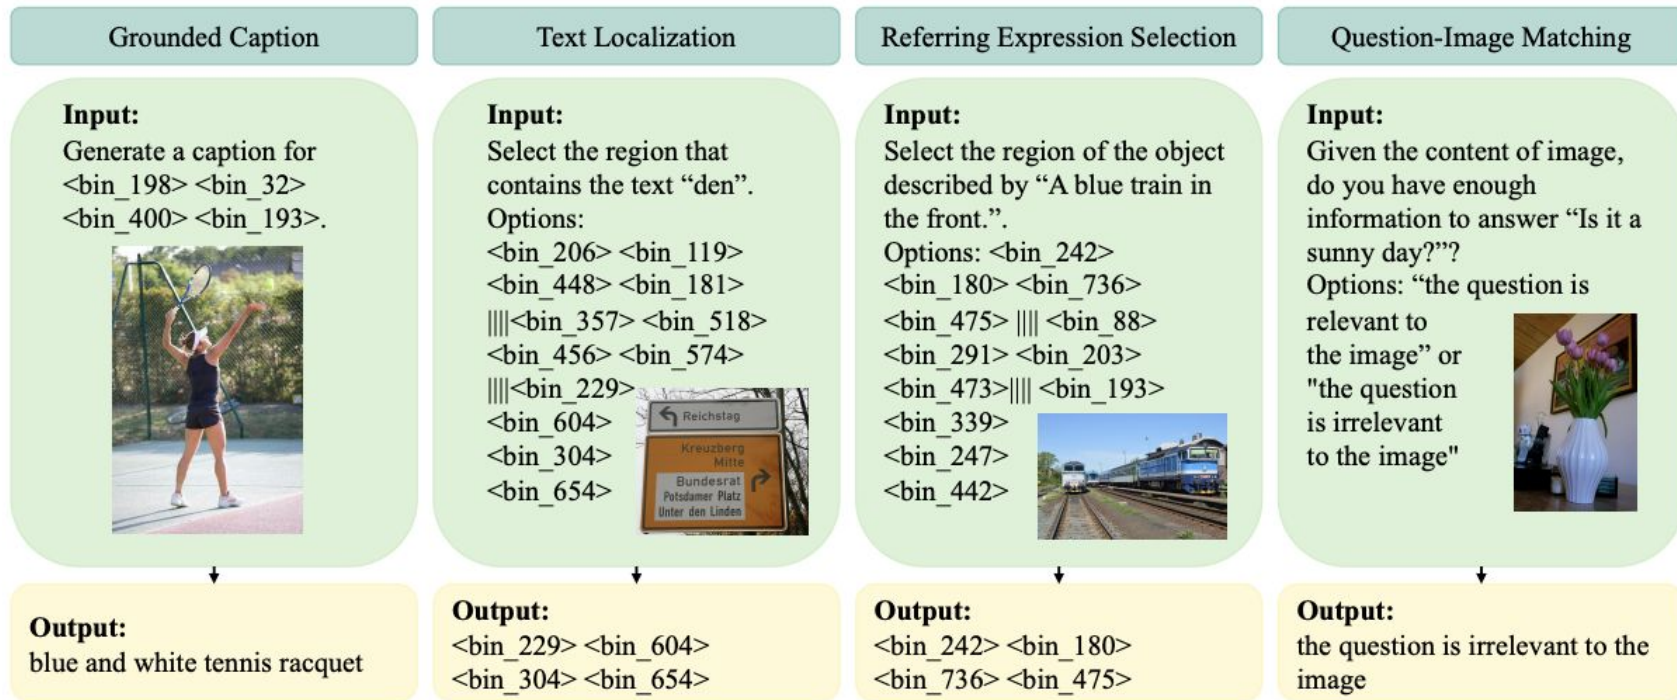 Grounded Caption
Input:
Generate a caption for
<bin_198> <bin_32>
<bin_400> <bin_193>.
Output:
blue and white tennis racquet
Text Localization
Input:
Select the region that
contains the text “den”.
Options:
<bin_206> <bin_119>
<bin_448> <bin_181>
||||<bin_357> <bin_518>
<bin_456> <bin_574>
||||<bin_229>
<bin_604>
<bin_304>
<bin_654>
Reichstag
Kreuzberg
Mitte
Bundesrat
Potsdamer Platz
Unter den Linden
Output:
<bin_229> <bin_604>
<bin_304> <bin_654>
Referring Expression Selection
Input:
Select the region of the object
described by “A blue train in
the front.”.
Options: <bin_242>
<bin_180> <bin_736>
<bin_475> |||| <bin_88>
<bin_291> <bin_203>
<bin_473>|||| <bin_193>
<bin_339>
<bin_247>
<bin_442>
Output:
<bin_242> <bin_180>
<bin_736> <bin_475>
Question-Image Matching
Input:
Given the content of image,
do you have enough
information to answer “Is it a
sunny day?”?
Options: “the question is
relevant to
the image” or
"the question
is irrelevant
to the image"
Output:
the question is irrelevant to the
image